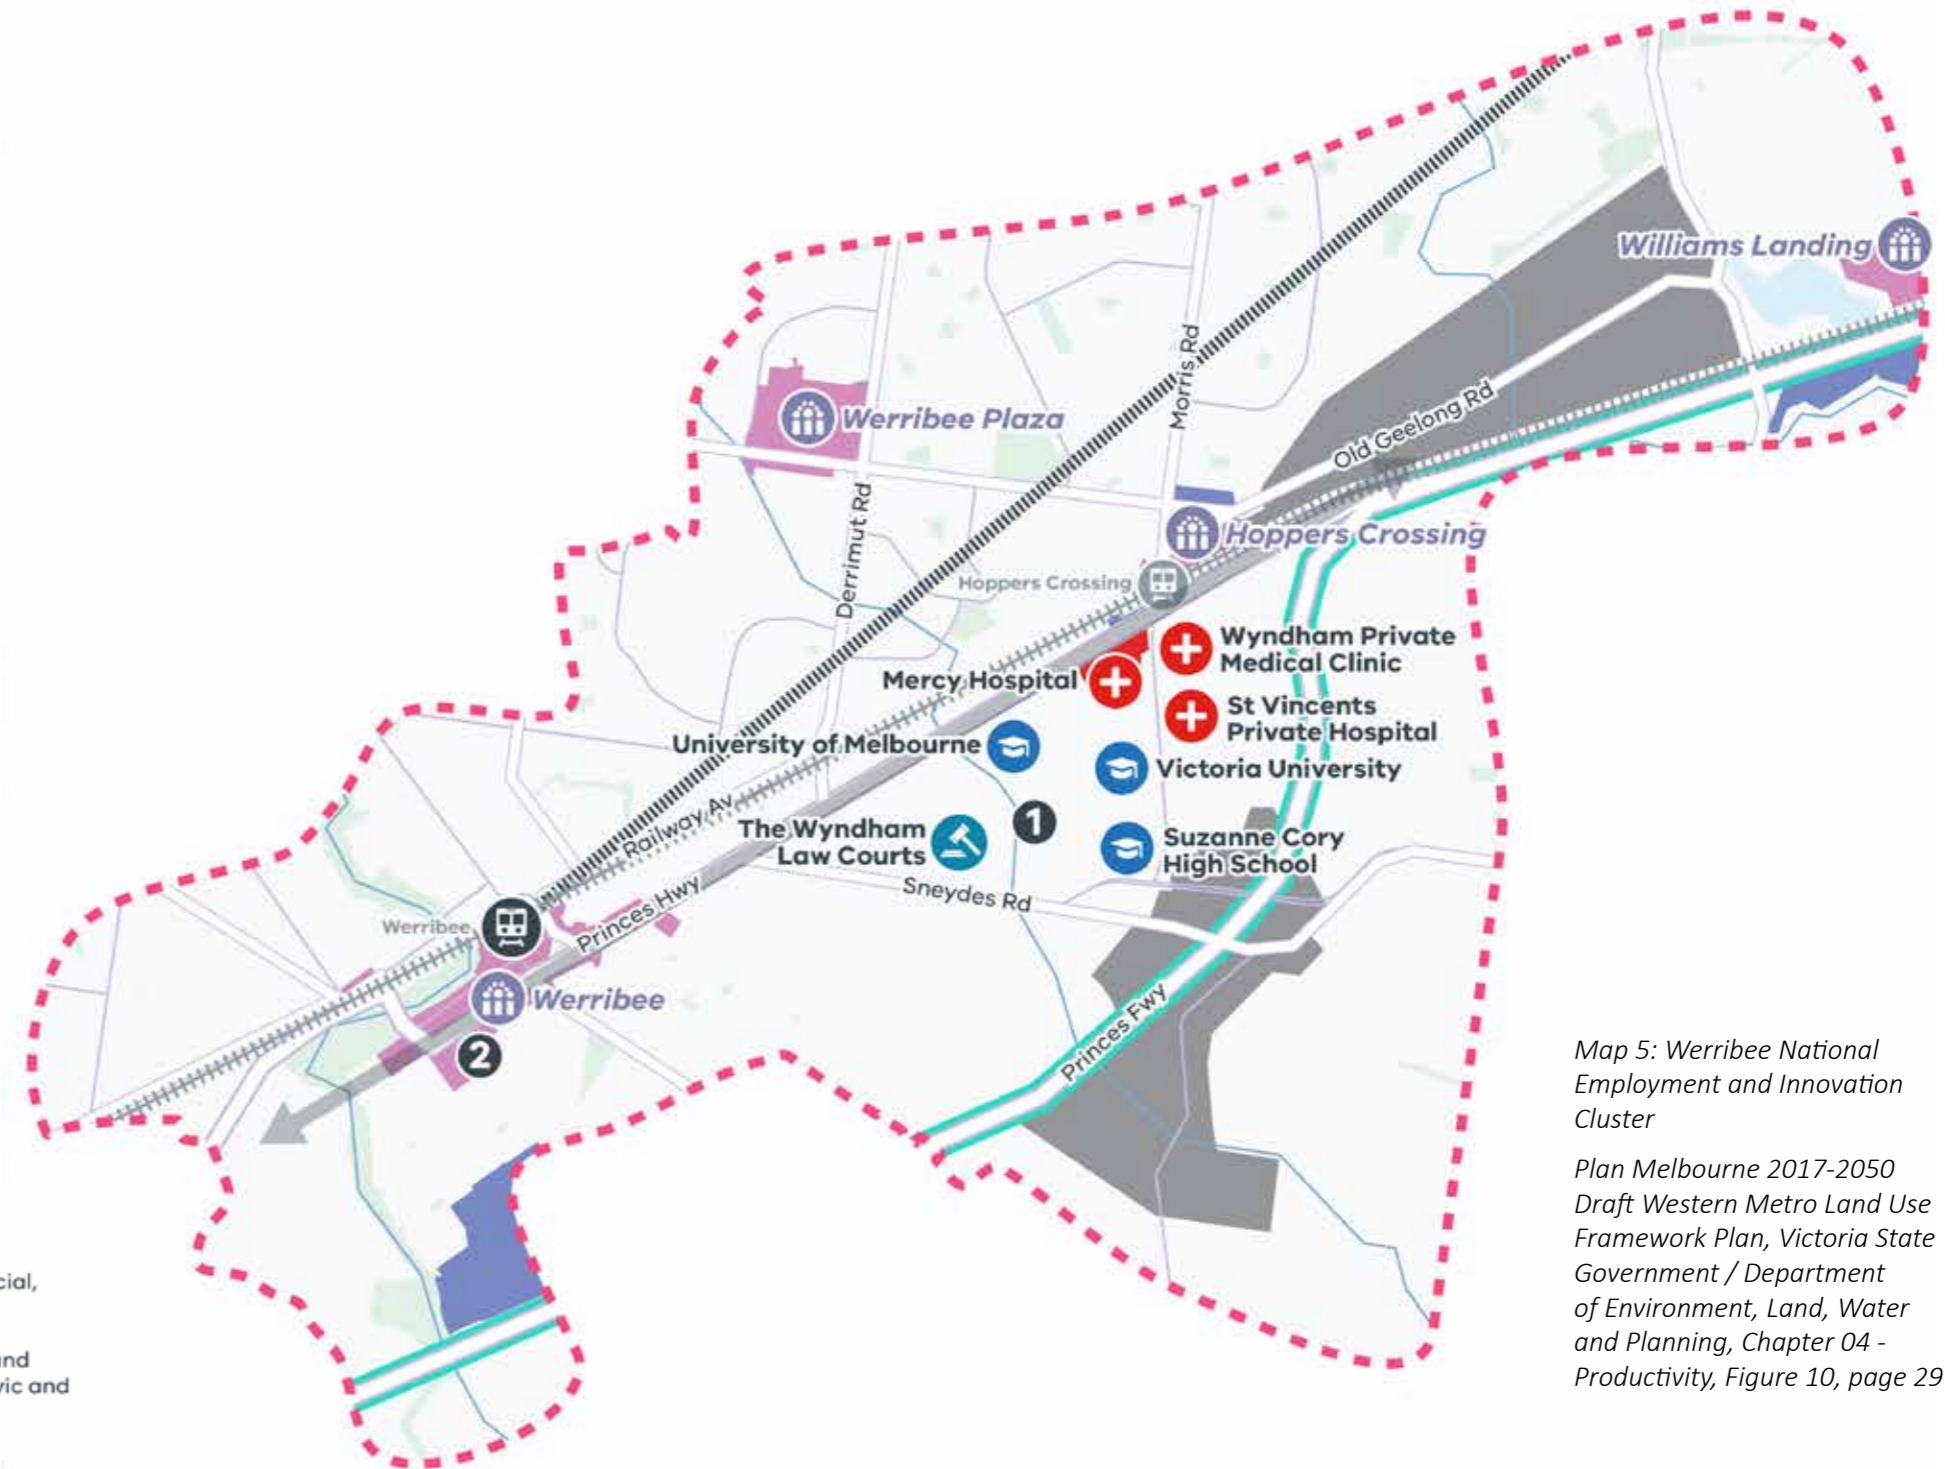 Williams Landing
Morris Rd
Werribee Plaza
Old Geelong Rd
Derrimut Rd
Hoppers Crossing
Hoppers Crossing
Wyndham Private
Medical Clinic
Mercy Hospital
St Vincents
Private Hospital
University of Melbourne
Victoria University
Railway Av
The Wyndham
Law Courts
1
Suzanne Cory
High School
Sneydes Rd
Princes Hwy
Werribee
Werribee
2
Princes Fwy
cial,
and
vic and
Map 5: Werribee National
Employment and Innovation
Cluster
Plan Melbourne 2017-2050
Draft Western Metro Land Use
Framework Plan, Victoria State
Government / Department
of Environment, Land, Water
and Planning, Chapter 04 -
Productivity, Figure 10, page 29